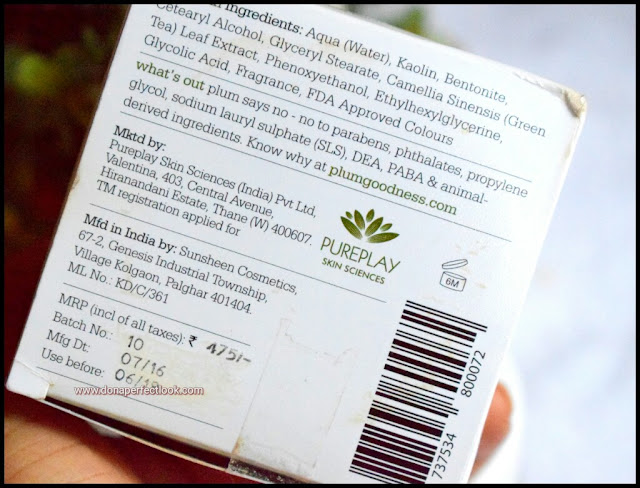 Ingredients: Aqua (Water), Kaolin, Bentonite,
Cetearyl Alcohol, Glyceryl Stearate, Camellia Sinensis (Green
Tea) Leaf Extract, Phenoxyethanol, Ethylhexylglycerine,
Glycolic Acid, Fragrance, FDA Approved Colours
what's out plum says no - no to parabens, phthalates, propylene
glycol, sodium lauryl sulphate (SLS), DEA, PABA & animal-
derived ingredients. Know why at plumgoodness.com
Mktd by:
Pureplay Skin Sciences (India) Pvt Ltd,
Valentina, 403, Central Avenue,
Hiranandani Estate, Thane (W) 400607.
TM registration applied for
PUREPLAY
SKIN SCIENCES
Mfd in India by: Sunsheen Cosmetics,
67-2, Genesis Industrial Township,
Village Kolgaon, Palghar 401404.
ML No.: KD/C/361
6M
MRP (incl of all taxes): ₹ 475/-
Batch No.: 10
Mfg Dt: 07/16
Use before: 06/
www.donaperfectlook.com
737534 800072